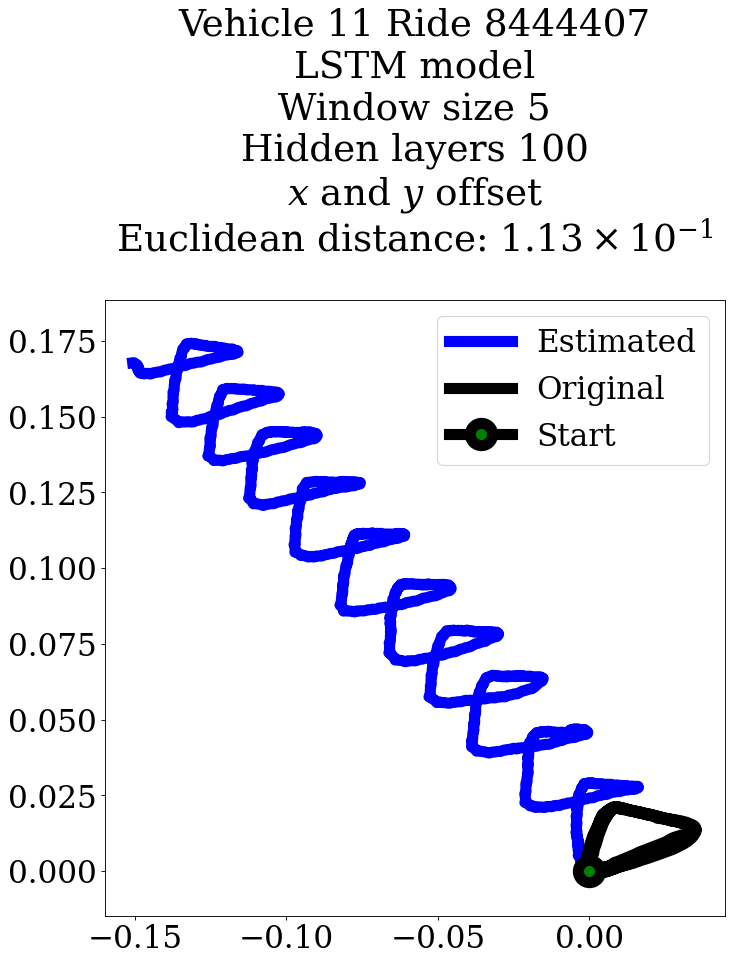 Vehicle 11 Ride 8444407
LSTM model
Window size 5
Hidden layers 100
x and y offset
Euclidean distance: 1.13 × 10⁻¹
Estimated
Original
Start
0.175
0.150
0.125
0.100
0.075
0.050
0.025
0.000
−0.15 −0.10 −0.05 0.00